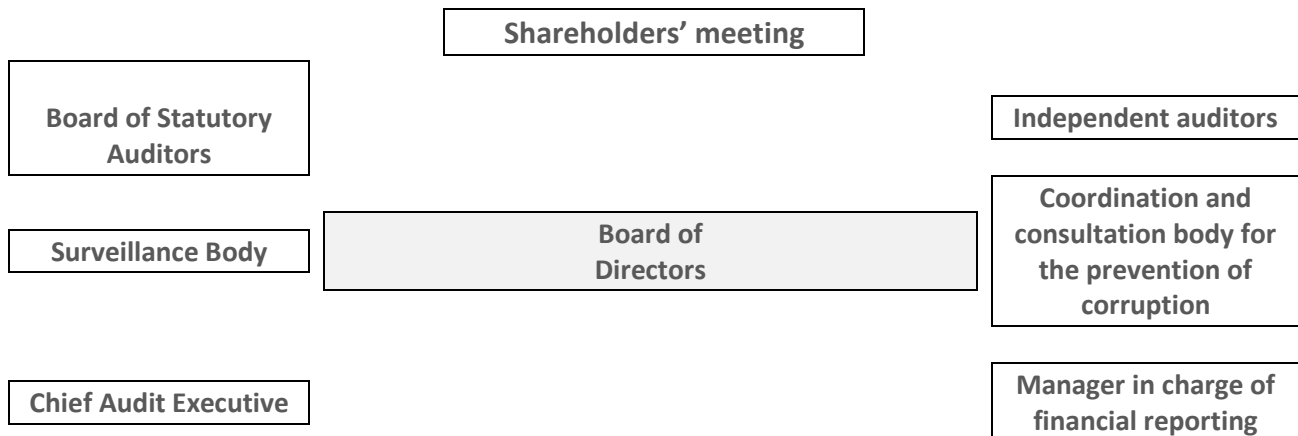 Shareholders’ meeting
Board of Statutory
Auditors
Independent auditors
Surveillance Body
Board of
Directors
Coordination and
consultation body for
the prevention of
corruption
Chief Audit Executive
Manager in charge of
financial reporting